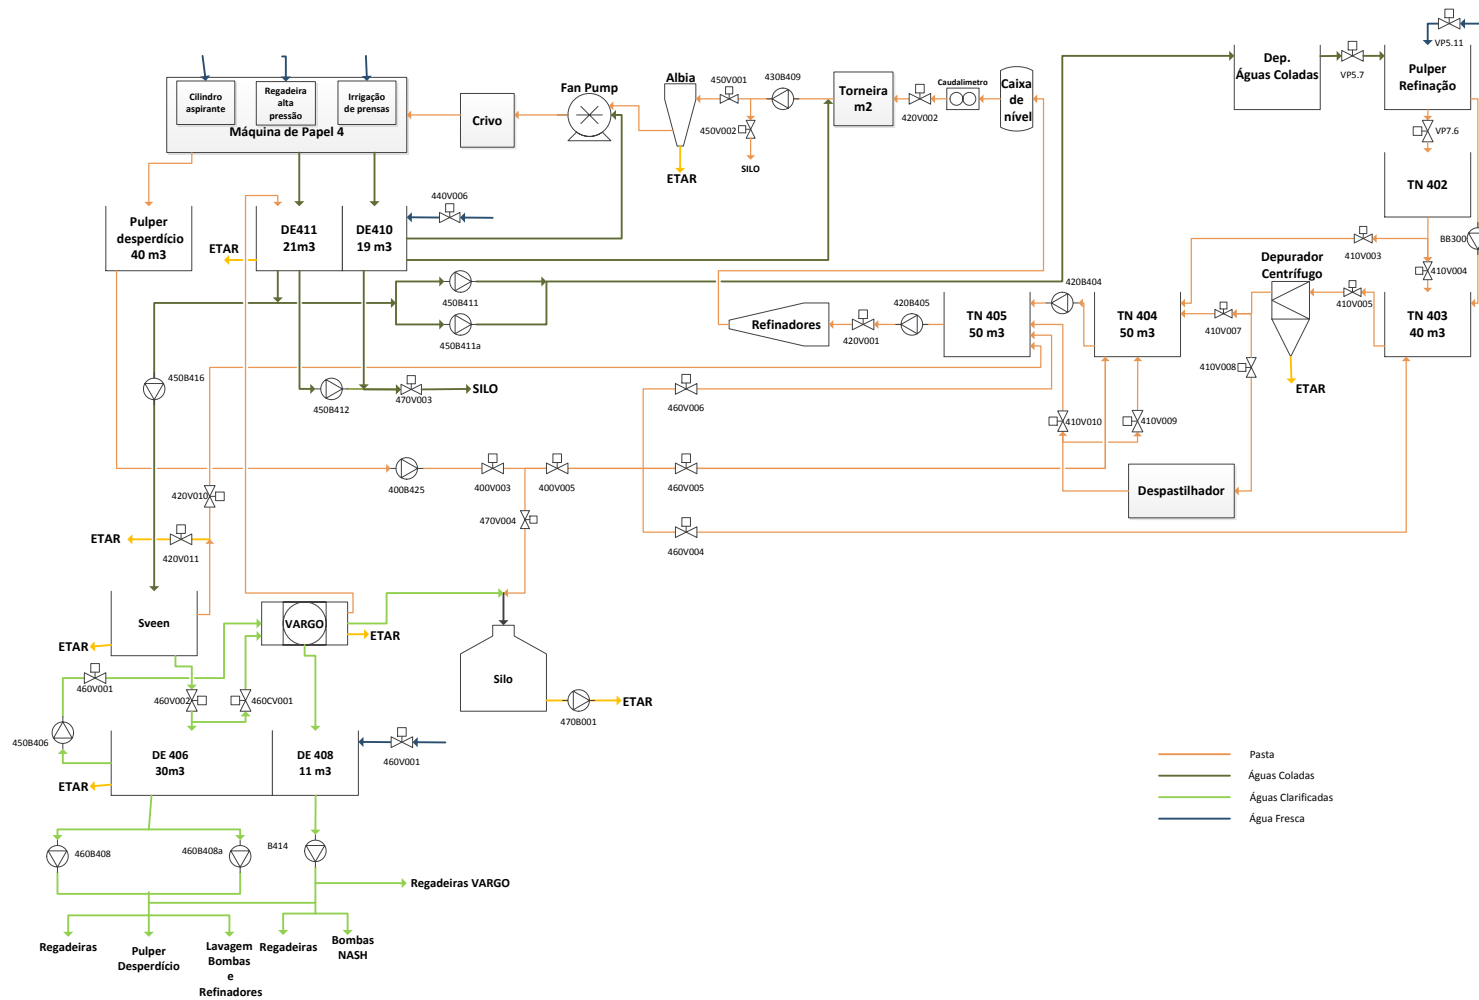 VP5.11
Dep.
Águas Coladas
VP5.7
Pulper
Refinação
Cilindro
aspirante
Regadeira
alta
pressão
Irrigação
de prensas
Máquina de Papel 4
Crivo
Fan Pump
Albia
450V001
430B409
450V002
SILO
ETAR
Torneira
m2
420V002
Caudalimetro
Caixa
de
nível
VP7.6
TN 402
Pulper
desperdício
40 m3
ETAR
DE411
21m3
DE410
19 m3
440V006
410V003
BB300
410V004
Depurador
Centrífugo
410V005
450B411
450B411a
420B404
420B405
Refinadores
420V001
TN 405
50 m3
TN 404
50 m3
410V007
TN 403
40 m3
410V008
ETAR
450B416
450B412
470V003
SILO
460V006
410V010
410V009
400B425
400V003
400V005
460V005
Despastilhador
420V010
470V004
460V004
ETAR
420V011
Sveen
ETAR
VARGO
ETAR
Silo
470B001
ETAR
460V001
460V002
460CV001
450B406
DE 406
30m3
DE 408
11 m3
460V001
ETAR
Pasta
Águas Coladas
Águas Clarificadas
Água Fresca
460B408
460B408a
B414
Regadeiras VARGO
Regadeiras
Pulper
Desperdício
Lavagem
Bombas
e
Refinadores
Regadeiras
Bombas
NASH